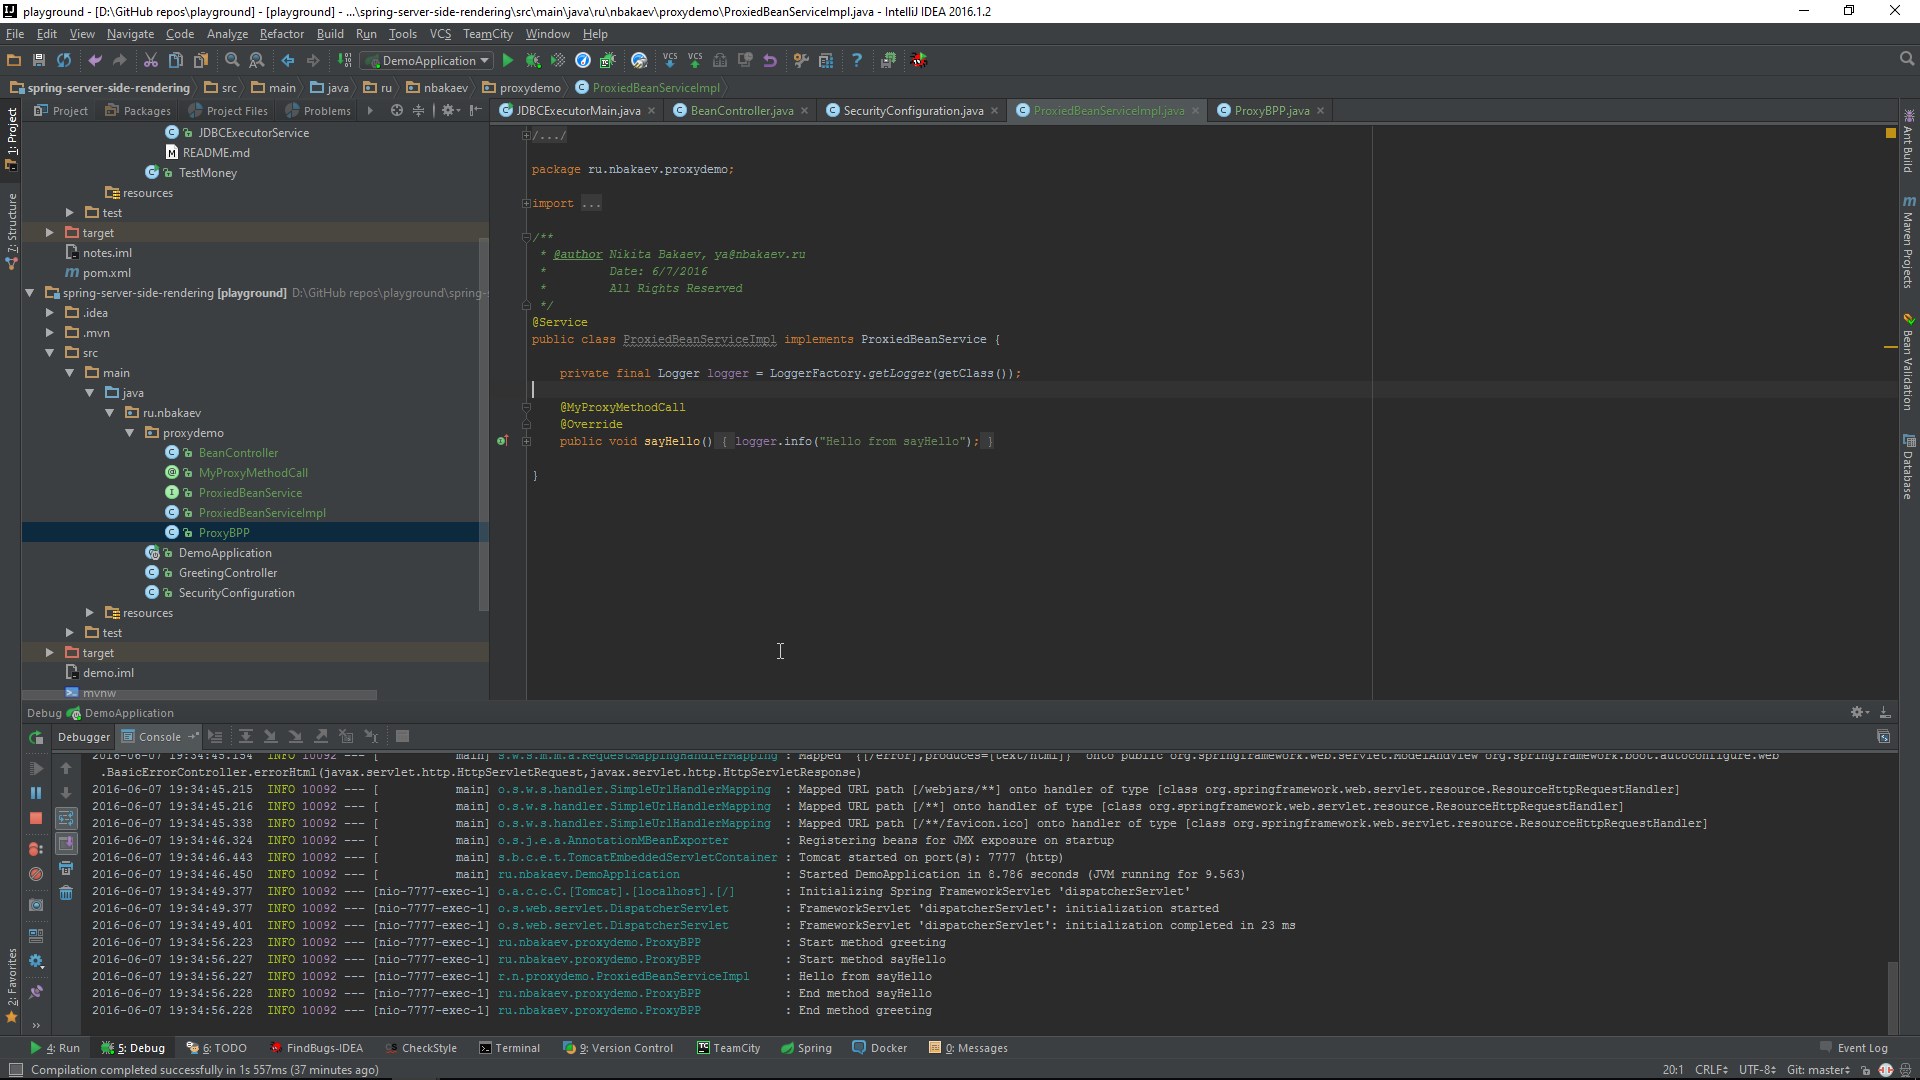 playground - [D:\GitHub repos\playground] - [playground] - ...\spring-server-side-rendering\src\main\java\ru\nbakaev\proxydemo\ProxiedBeanServiceImpl.java - IntelliJ IDEA 2016.1.2
File Edit View Navigate Code Analyze Refactor Build Run Tools VCS TeamCity Window Help
DemoApplication
spring-server-side-rendering src main java ru nbakaev proxydemo ProxiedBeanServiceImpl
Project Packages Project Files Problems
JDBCExecutorMain.java BeanController.java SecurityConfiguration.java ProxiedBeanServiceImpl.java ProxyBPP.java
1: Project
7: Structure
2: Favorites
JDBCExecutorService
README.md
TestMoney
resources
test
target
notes.iml
pom.xml
spring-server-side-rendering [playground] D:\GitHub repos\playground\spring-
.idea
.mvn
src
main
java
ru.nbakaev
proxydemo
BeanController
MyProxyMethodCall
ProxiedBeanService
ProxiedBeanServiceImpl
ProxyBPP
DemoApplication
GreetingController
SecurityConfiguration
resources
test
target
demo.iml
mvnw
/.../
package ru.nbakaev.proxydemo;
import ...
/**
* @author Nikita Bakaev, ya@nbakaev.ru
* Date: 6/7/2016
* All Rights Reserved
*/
@Service
public class ProxiedBeanServiceImpl implements ProxiedBeanService {
private final Logger logger = LoggerFactory.getLogger(getClass());
@MyProxyMethodCall
@Override
public void sayHello() { logger.info("Hello from sayHello"); }
}
Ant Build
Maven Projects
Bean Validation
Database
Debug DemoApplication
Debugger Console
2016-06-07 19:34:45.154 INFO 10092 --- [ main] s.w.s.m.m.a.RequestMappingHandlerMapping : Mapped "{[/error],produces=[text/html]}" onto public org.springframework.web.servlet.ModelAndView org.springframework.boot.autoconfigure.web
.BasicErrorController.errorHtml(javax.servlet.http.HttpServletRequest,javax.servlet.http.HttpServletResponse)
2016-06-07 19:34:45.215 INFO 10092 --- [ main] o.s.w.s.handler.SimpleUrlHandlerMapping : Mapped URL path [/webjars/**] onto handler of type [class org.springframework.web.servlet.resource.ResourceHttpRequestHandler]
2016-06-07 19:34:45.216 INFO 10092 --- [ main] o.s.w.s.handler.SimpleUrlHandlerMapping : Mapped URL path [/**] onto handler of type [class org.springframework.web.servlet.resource.ResourceHttpRequestHandler]
2016-06-07 19:34:45.338 INFO 10092 --- [ main] o.s.w.s.handler.SimpleUrlHandlerMapping : Mapped URL path [/**/favicon.ico] onto handler of type [class org.springframework.web.servlet.resource.ResourceHttpRequestHandler]
2016-06-07 19:34:46.324 INFO 10092 --- [ main] o.s.j.e.a.AnnotationMBeanExporter : Registering beans for JMX exposure on startup
2016-06-07 19:34:46.443 INFO 10092 --- [ main] s.b.c.e.t.TomcatEmbeddedServletContainer : Tomcat started on port(s): 7777 (http)
2016-06-07 19:34:46.450 INFO 10092 --- [ main] ru.nbakaev.DemoApplication : Started DemoApplication in 8.786 seconds (JVM running for 9.563)
2016-06-07 19:34:49.377 INFO 10092 --- [nio-7777-exec-1] o.a.c.c.C.[Tomcat].[localhost].[/] : Initializing Spring FrameworkServlet 'dispatcherServlet'
2016-06-07 19:34:49.377 INFO 10092 --- [nio-7777-exec-1] o.s.web.servlet.DispatcherServlet : FrameworkServlet 'dispatcherServlet': initialization started
2016-06-07 19:34:49.401 INFO 10092 --- [nio-7777-exec-1] o.s.web.servlet.DispatcherServlet : FrameworkServlet 'dispatcherServlet': initialization completed in 23 ms
2016-06-07 19:34:56.223 INFO 10092 --- [nio-7777-exec-1] ru.nbakaev.proxydemo.ProxyBPP : Start method greeting
2016-06-07 19:34:56.227 INFO 10092 --- [nio-7777-exec-1] ru.nbakaev.proxydemo.ProxyBPP : Start method sayHello
2016-06-07 19:34:56.227 INFO 10092 --- [nio-7777-exec-1] r.n.proxydemo.ProxiedBeanServiceImpl : Hello from sayHello
2016-06-07 19:34:56.228 INFO 10092 --- [nio-7777-exec-1] ru.nbakaev.proxydemo.ProxyBPP : End method sayHello
2016-06-07 19:34:56.228 INFO 10092 --- [nio-7777-exec-1] ru.nbakaev.proxydemo.ProxyBPP : End method greeting
4: Run 5: Debug 6: TODO FindBugs-IDEA CheckStyle Terminal 9: Version Control TeamCity Spring Docker 0: Messages Event Log
Compilation completed successfully in 1s 557ms (37 minutes ago) 20:1 CRLF UTF-8 Git: master